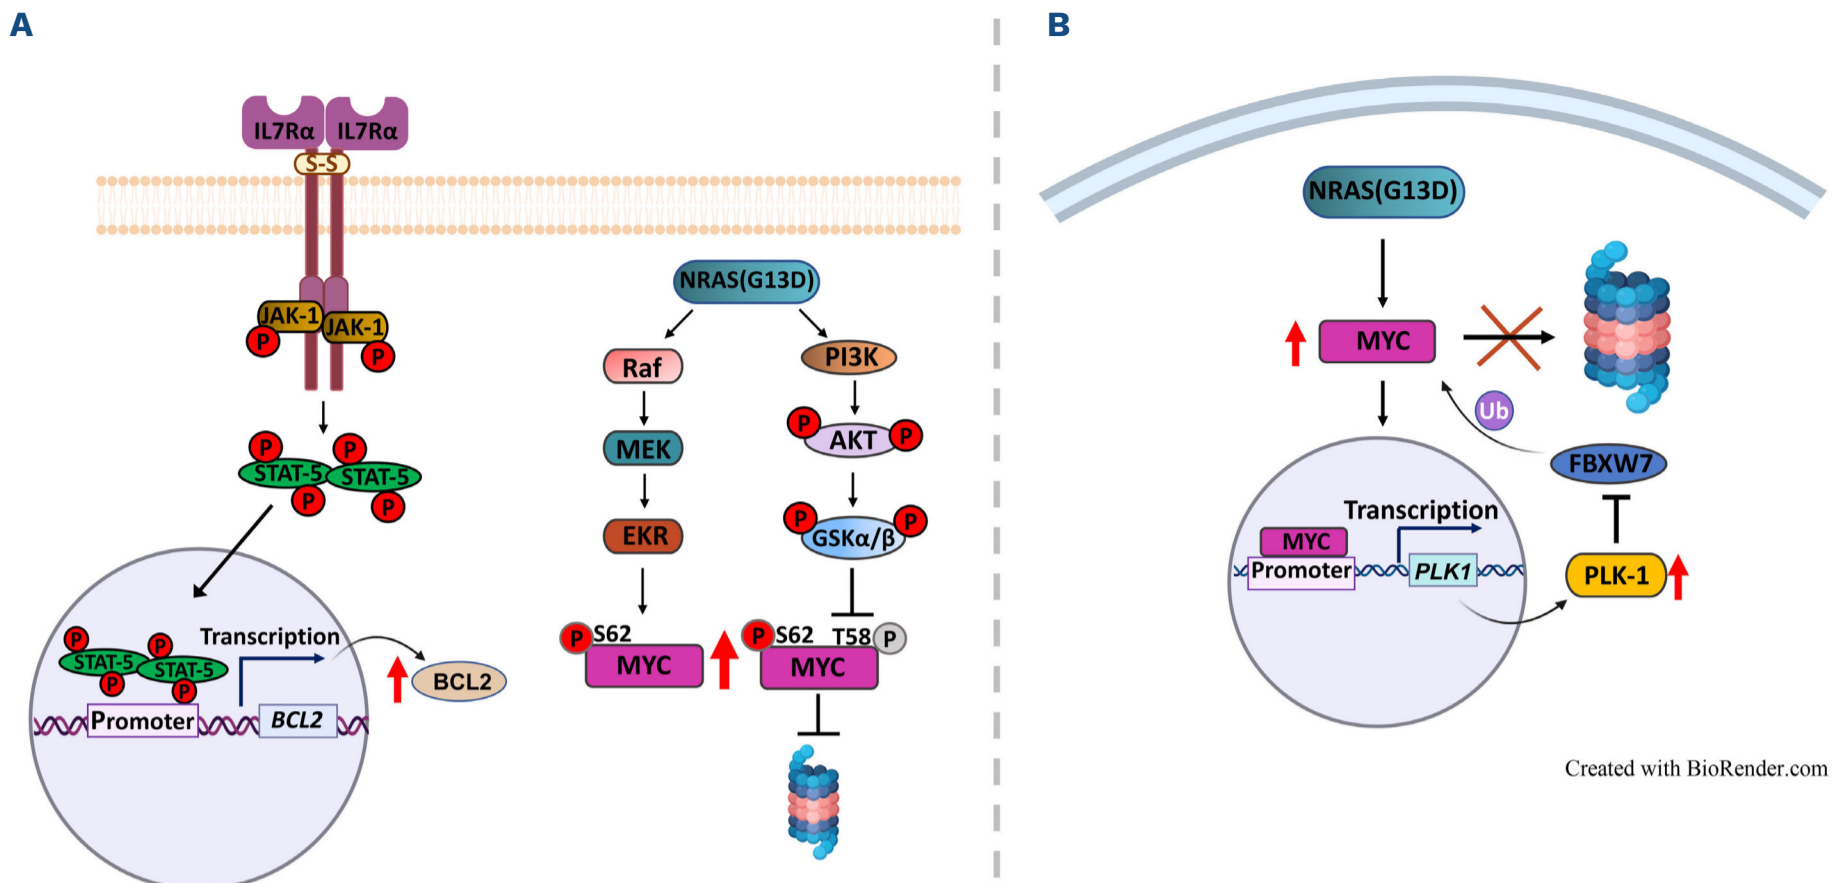 A
IL7Rα IL7Rα
S-S
JAK-1
JAK-1
P
P
P P
STAT-5 STAT-5
P P
P
P
STAT-5
STAT-5
P
P
Transcription
Promoter
BCL2
BCL2
NRAS(G13D)
Raf
MEK
EKR
P S62
MYC
PI3K
P AKT P
P GSKα/β P
P S62 T58 P
MYC
B
NRAS(G13D)
MYC
Ub
FBXW7
PLK-1
Transcription
MYC
Promoter
PLK1
Created with BioRender.com